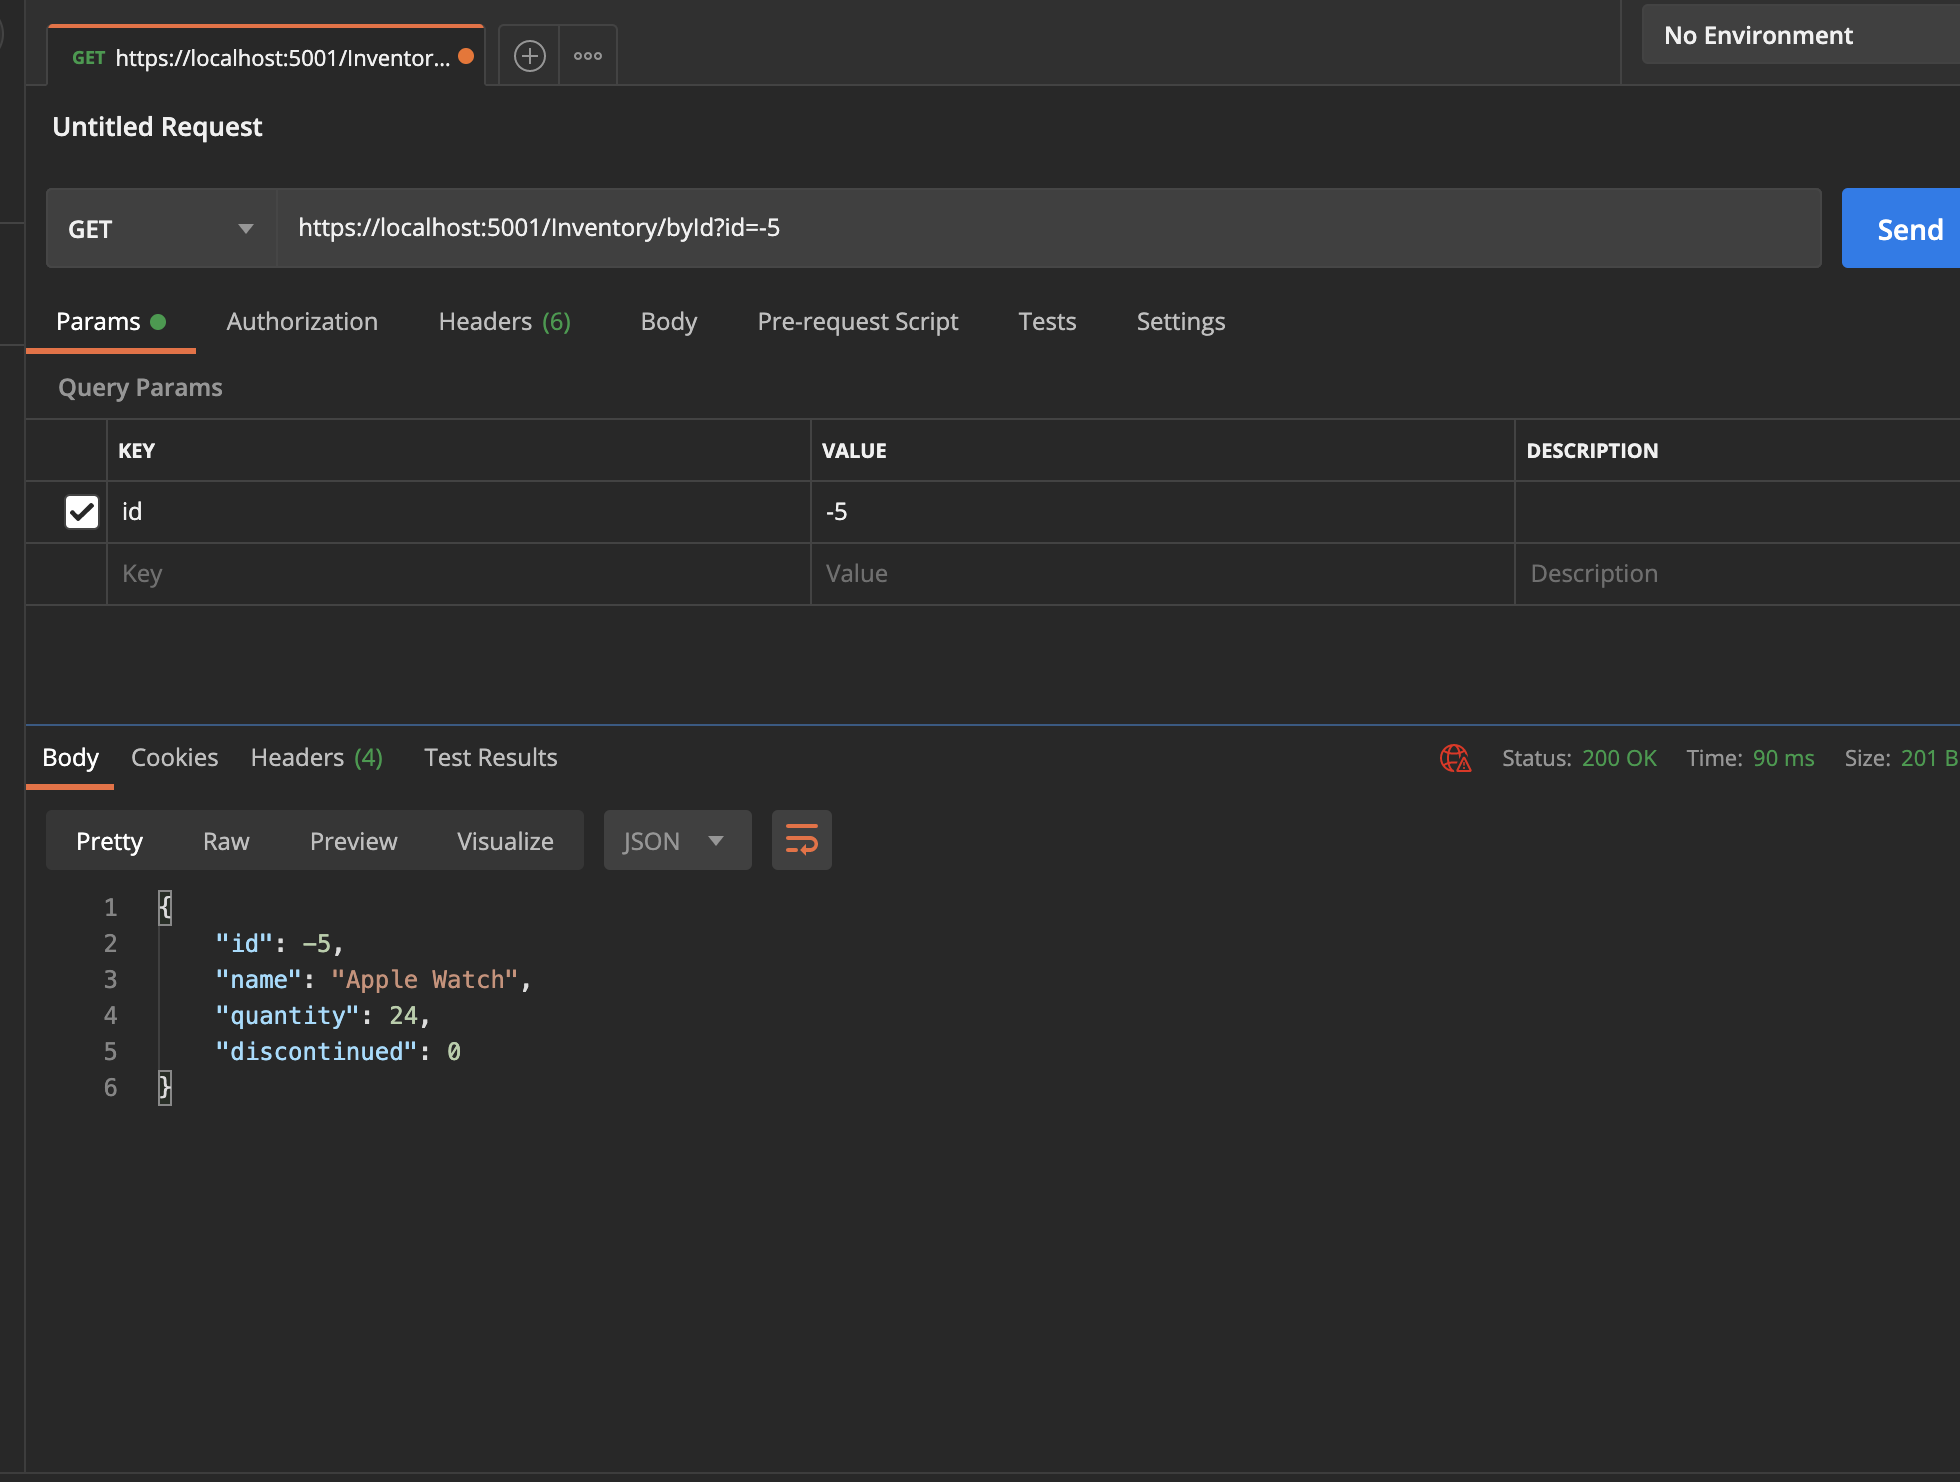 GET https://localhost:5001/Inventor...
No Environment
Untitled Request
GET https://localhost:5001/Inventory/byId?id=-5 Send
Params Authorization Headers (6) Body Pre-request Script Tests Settings
Query Params
KEY VALUE DESCRIPTION
id -5
Key Value Description
Body Cookies Headers (4) Test Results Status: 200 OK Time: 90 ms Size: 201 B
Pretty Raw Preview Visualize JSON
1 {
2 "id": -5,
3 "name": "Apple Watch",
4 "quantity": 24,
5 "discontinued": 0
6 }